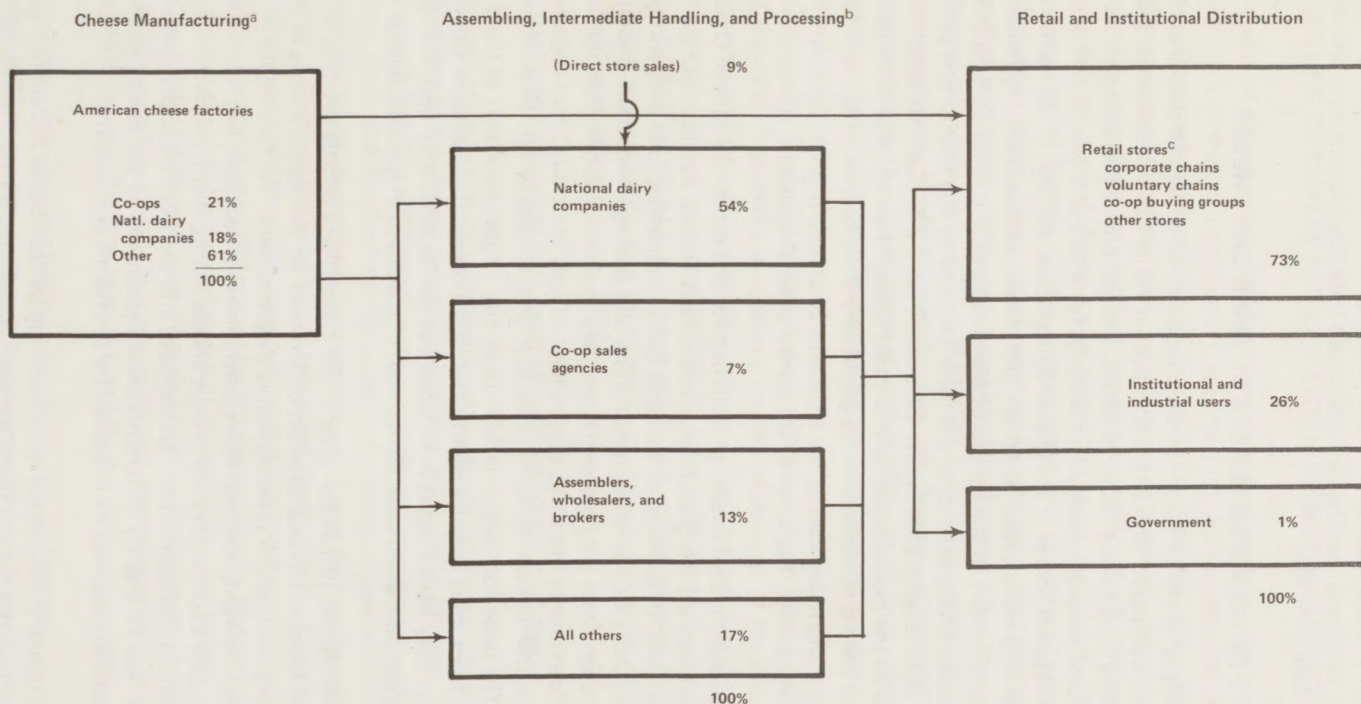 Cheese Manufacturing^a
Assembling, Intermediate Handling, and Processing^b
Retail and Institutional Distribution
American cheese factories
Co-ops 21%
Natl. dairy
companies 18%
Other 61%
100%
(Direct store sales) 9%
National dairy
companies 54%
Co-op sales
agencies 7%
Assemblers,
wholesalers, and
brokers 13%
All others 17%
100%
Retail stores^c
corporate chains
voluntary chains
co-op buying groups
other stores
73%
Institutional and
industrial users 26%
Government 1%
100%